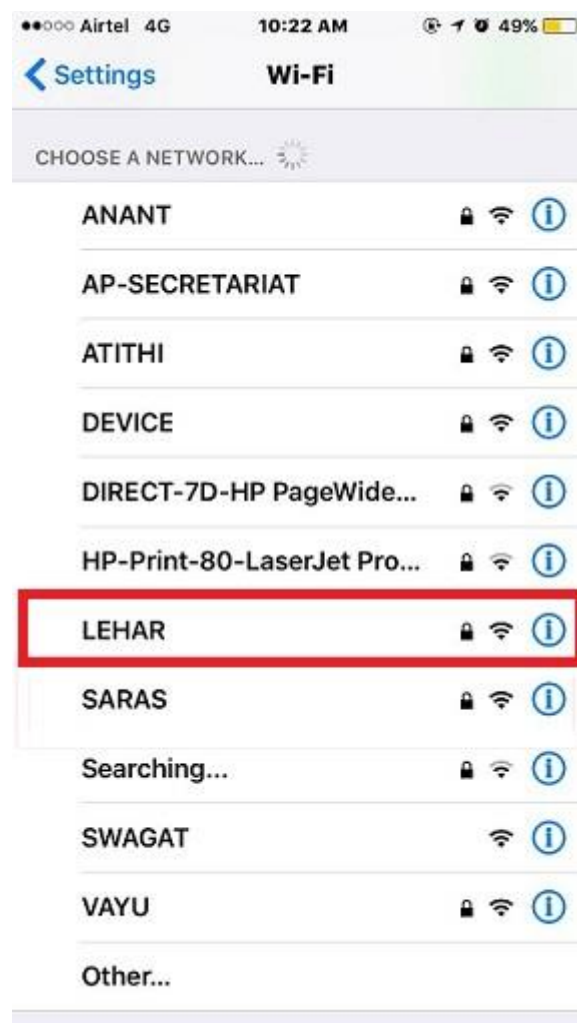 Airtel 4G 10:22 AM 49%
Settings Wi-Fi
CHOOSE A NETWORK...
ANANT
AP-SECRETARIAT
ATITHI
DEVICE
DIRECT-7D-HP PageWide...
HP-Print-80-LaserJet Pro...
LEHAR
SARAS
Searching...
SWAGAT
VAYU
Other...